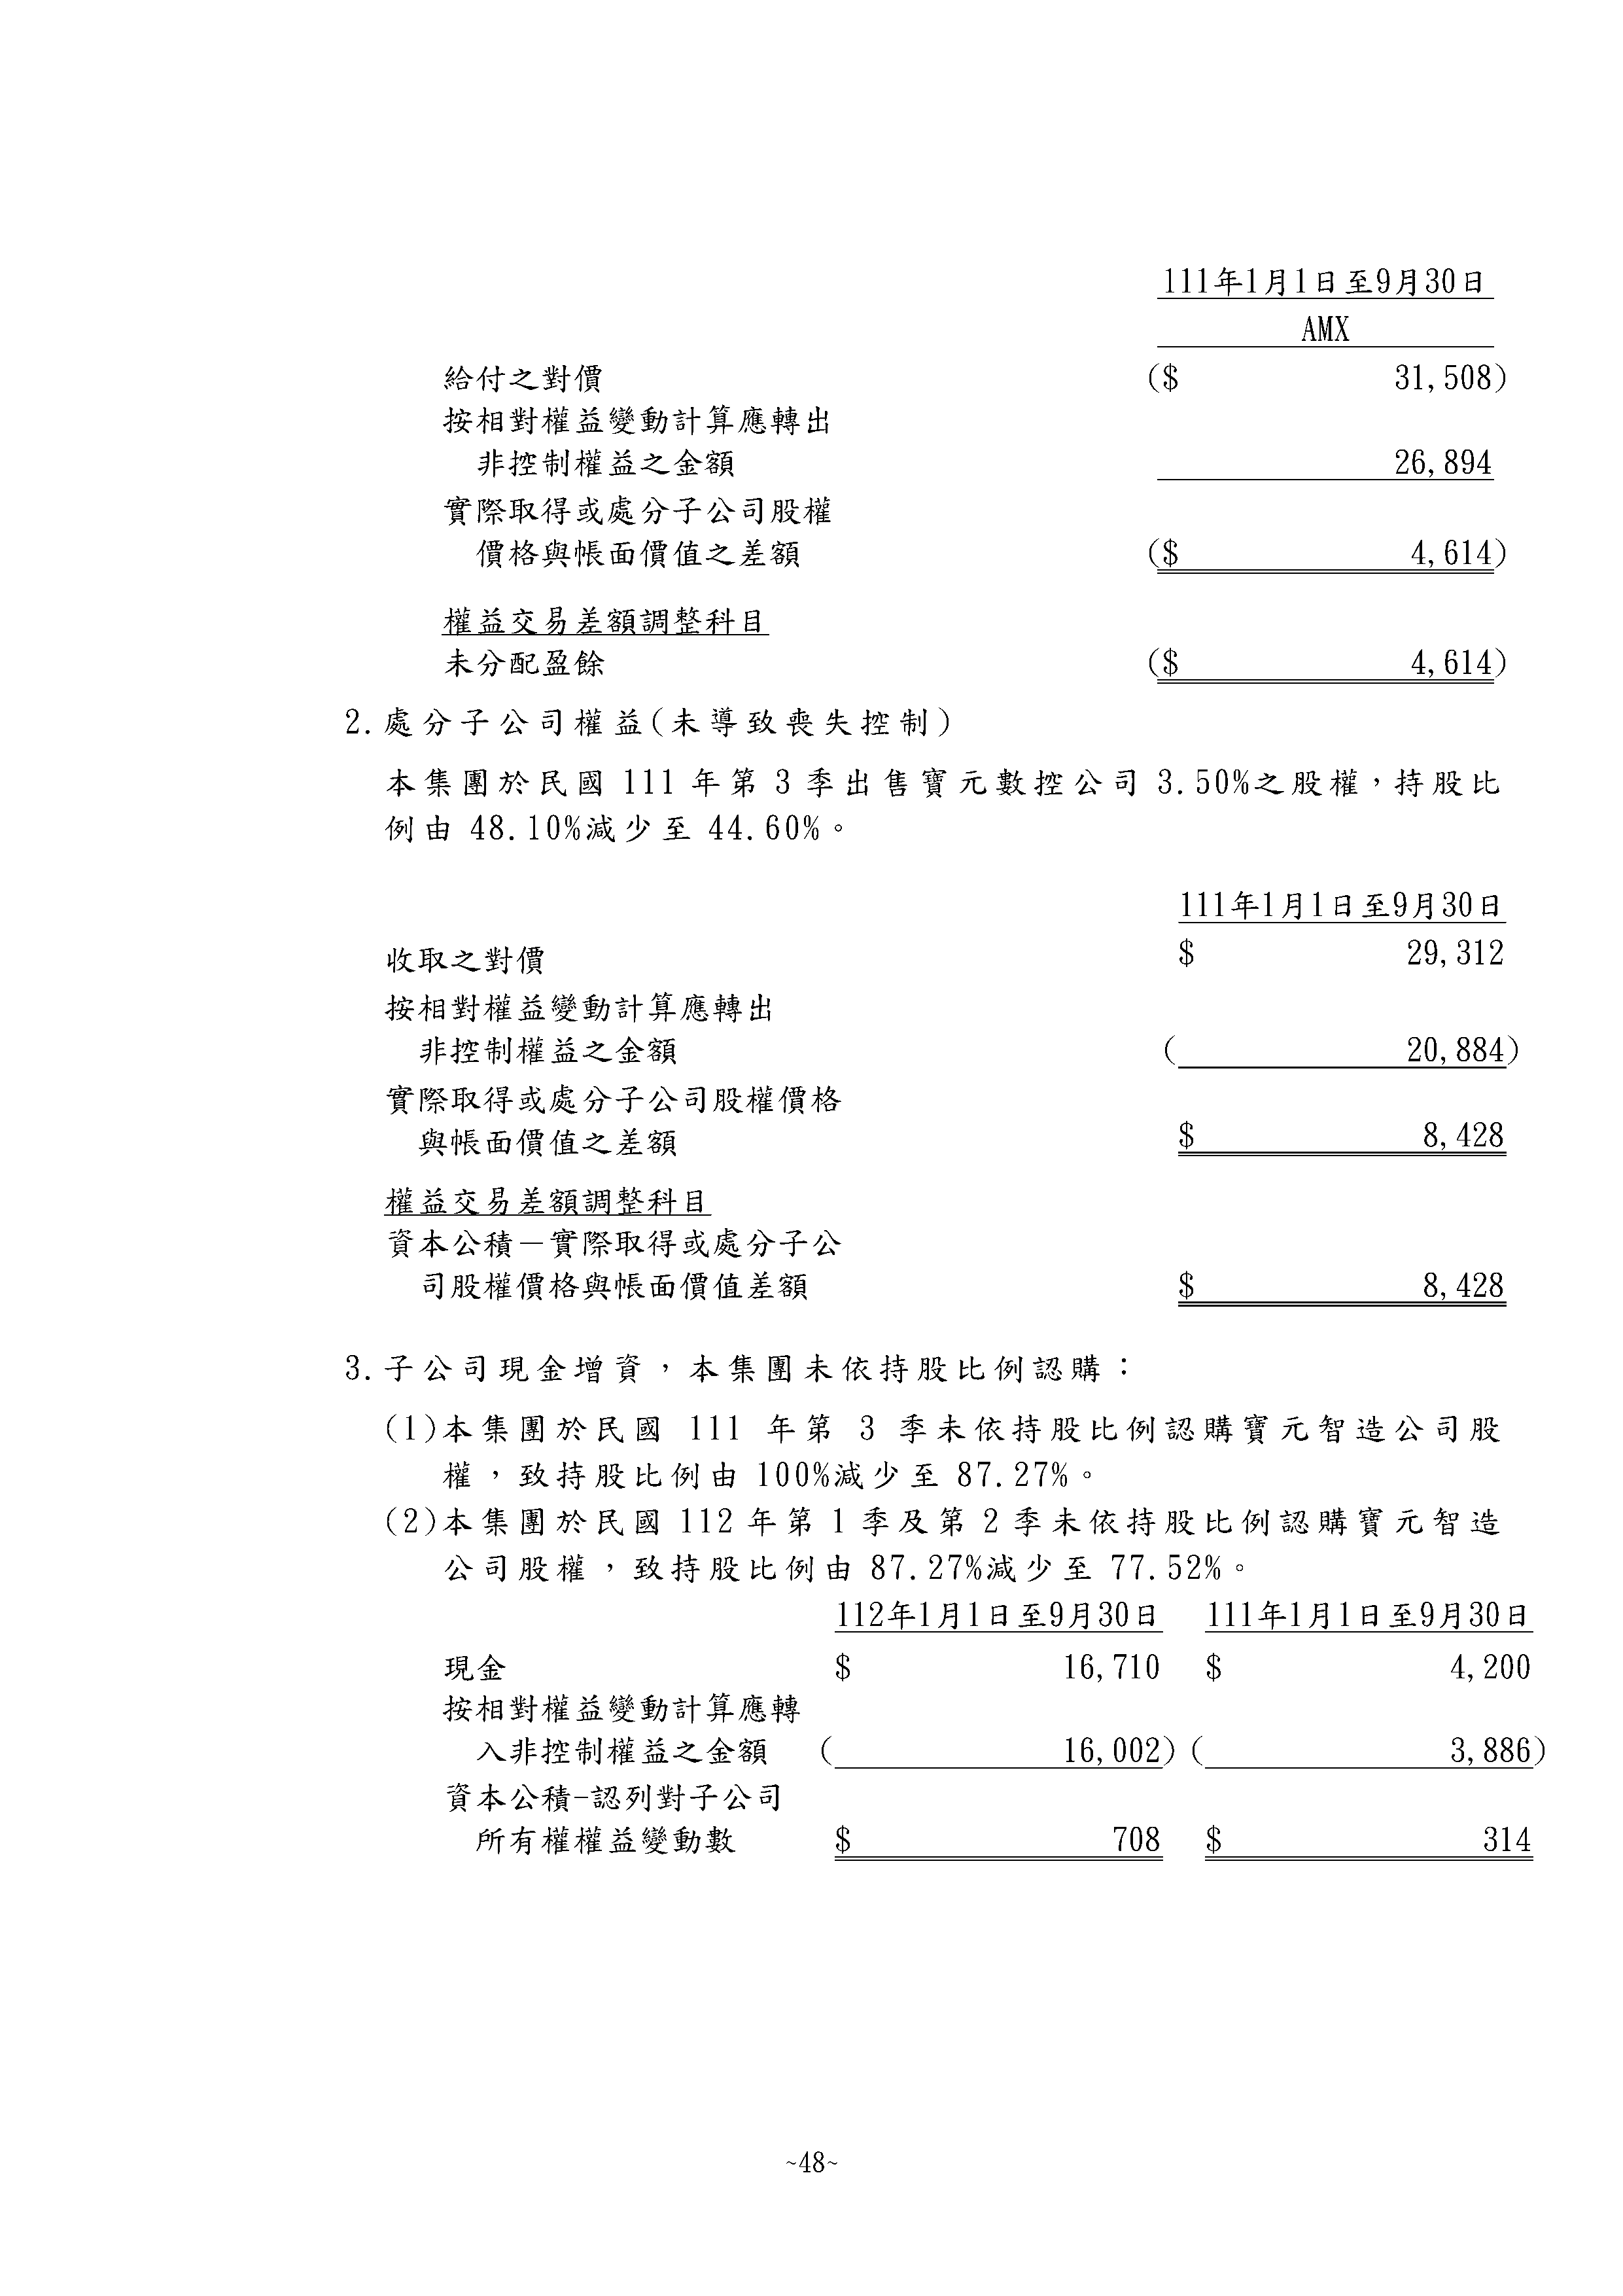 111年1月1日至9月30日
AMX
給付之對價 ($ 31,508)
按相對權益變動計算應轉出
非控制權益之金額 26,894
實際取得或處分子公司股權
價格與帳面價值之差額 ($ 4,614)
權益交易差額調整科目
未分配盈餘 ($ 4,614)
2.處分子公司權益(未導致喪失控制)
本集團於民國 111 年第 3 季出售寶元數控公司 3.50%之股權，持股比
例由 48.10%減少至 44.60%。
111年1月1日至9月30日
收取之對價 $ 29,312
按相對權益變動計算應轉出
非控制權益之金額 ( 20,884)
實際取得或處分子公司股權價格
與帳面價值之差額 $ 8,428
權益交易差額調整科目
資本公積－實際取得或處分子公
司股權價格與帳面價值差額 $ 8,428
3.子公司現金增資，本集團未依持股比例認購：
(1)本集團於民國 111 年第 3 季未依持股比例認購寶元智造公司股
權，致持股比例由 100%減少至 87.27%。
(2)本集團於民國 112 年第 1 季及第 2 季未依持股比例認購寶元智造
公司股權，致持股比例由 87.27%減少至 77.52%。
112年1月1日至9月30日 111年1月1日至9月30日
現金 $ 16,710 $ 4,200
按相對權益變動計算應轉
入非控制權益之金額 ( 16,002) ( 3,886)
資本公積-認列對子公司
所有權權益變動數 $ 708 $ 314
~48~